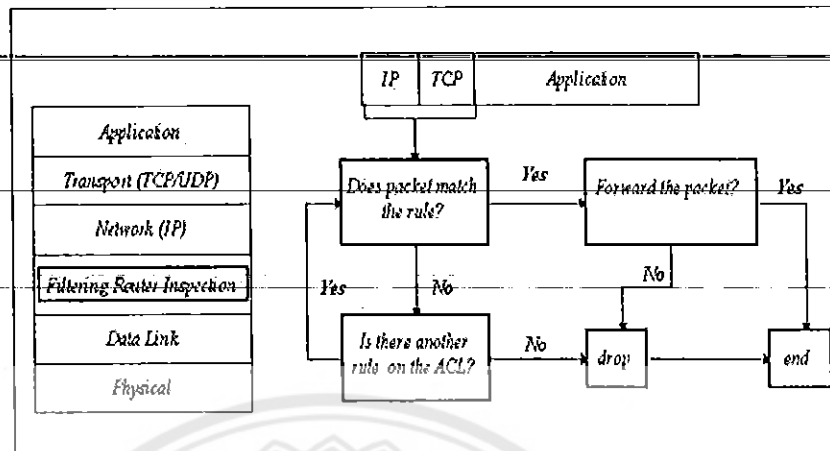 IP TCP Application
Application
Transport (TCP/UDP)
Network (IP)
Filtering Router Inspection
Data Link
Physical
Does packet match
the rule?
Yes
Forward the packet?
Yes
Yes
No
No
Is there another
rule on the ACL?
No
drop
end